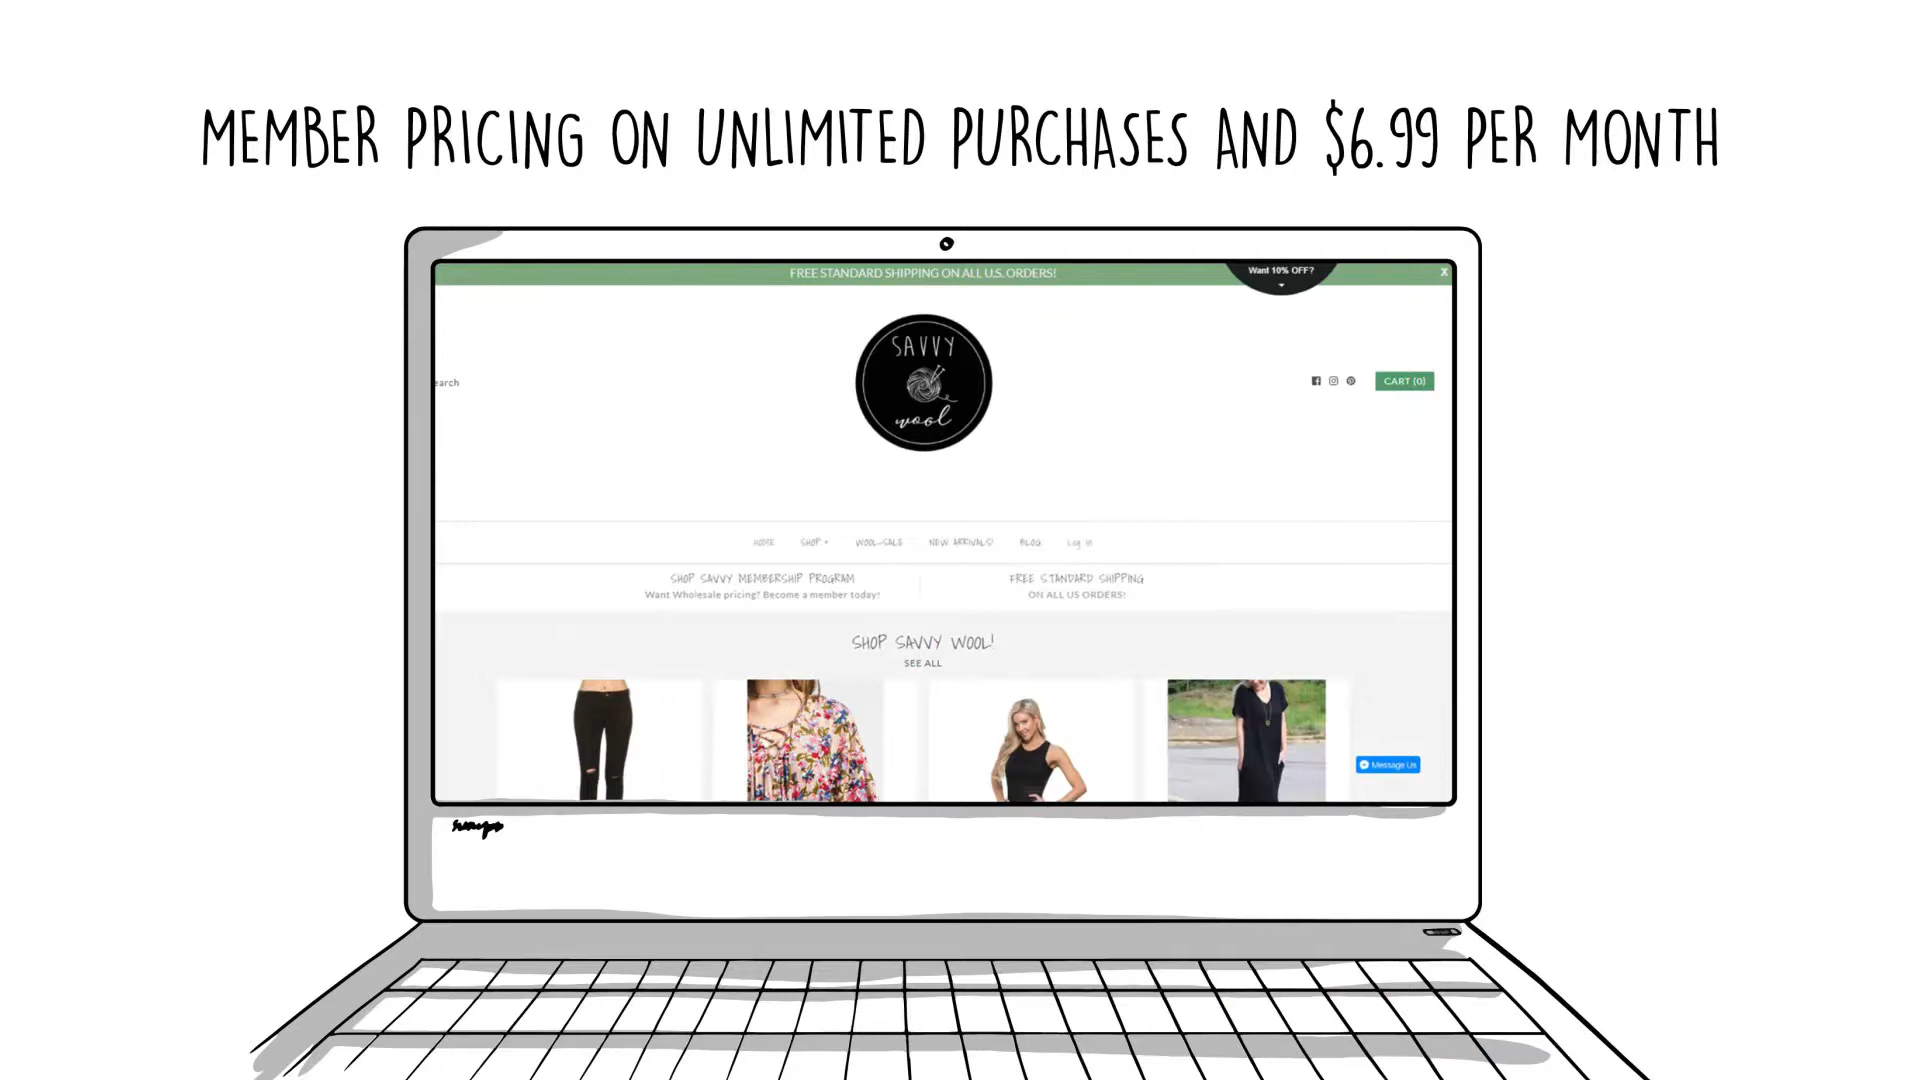 MEMBER PRICING ON UNLIMITED PURCHASES AND $6.99 PER MONTH
FREE STANDARD SHIPPING ON ALL U.S. ORDERS!
Want 10% OFF?
X
SAVVY
wool
earch
CART (0)
HOME SHOP WOOL-SALE NEW ARRIVALS! BLOG Log in
SHOP SAVVY MEMBERSHIP PROGRAM
Want Wholesale pricing? Become a member today!
FREE STANDARD SHIPPING
ON ALL US ORDERS!
SHOP SAVVY WOOL!
SEE ALL
Message Us